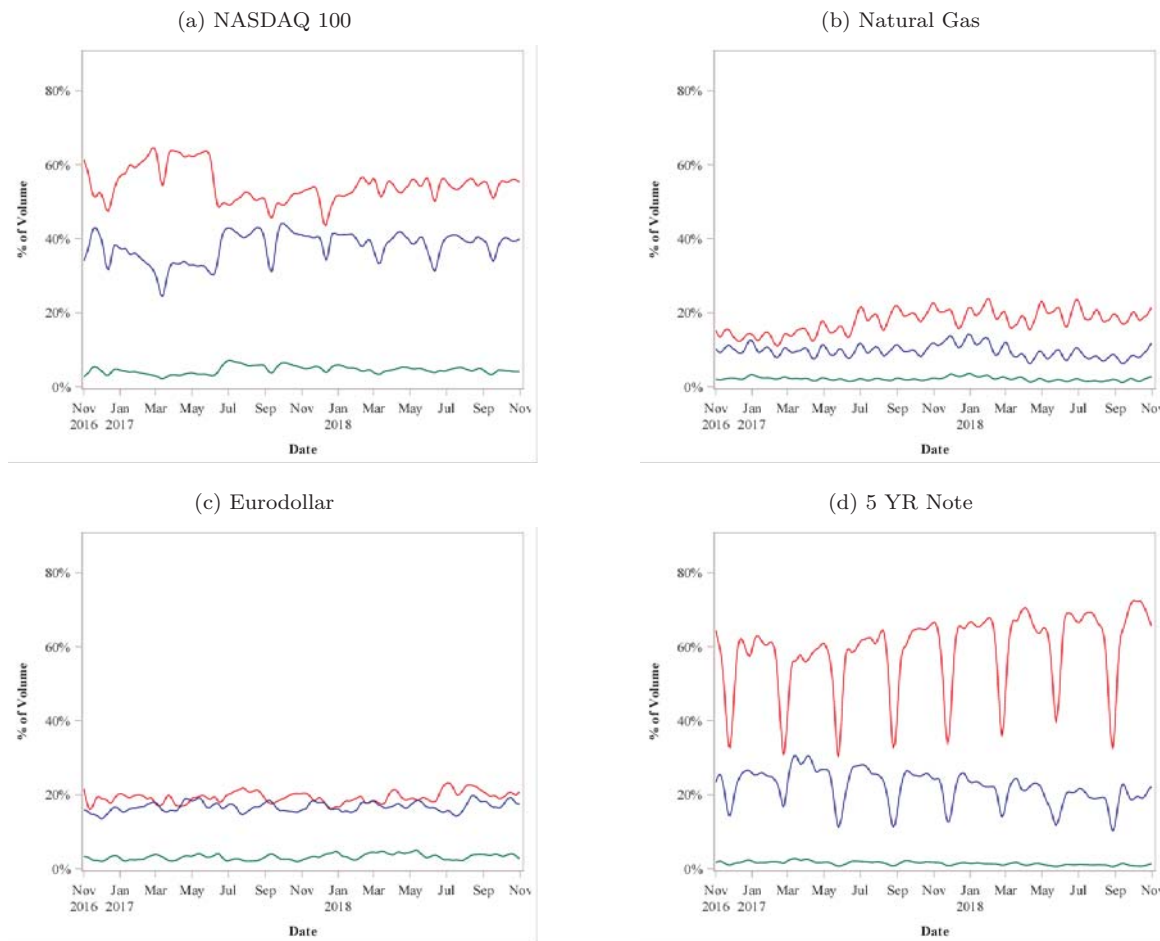 (a) NASDAQ 100
80%
60%
40%
20%
0%
% of Volume
Nov Jan Mar May Jul Sep Nov Jan Mar May Jul Sep Nov
2016 2017 2018
Date
(b) Natural Gas
80%
60%
40%
20%
0%
% of Volume
Nov Jan Mar May Jul Sep Nov Jan Mar May Jul Sep Nov
2016 2017 2018
Date
(c) Eurodollar
80%
60%
40%
20%
0%
% of Volume
Nov Jan Mar May Jul Sep Nov Jan Mar May Jul Sep Nov
2016 2017 2018
Date
(d) 5 YR Note
80%
60%
40%
20%
0%
% of Volume
Nov Jan Mar May Jul Sep Nov Jan Mar May Jul Sep Nov
2016 2017 2018
Date